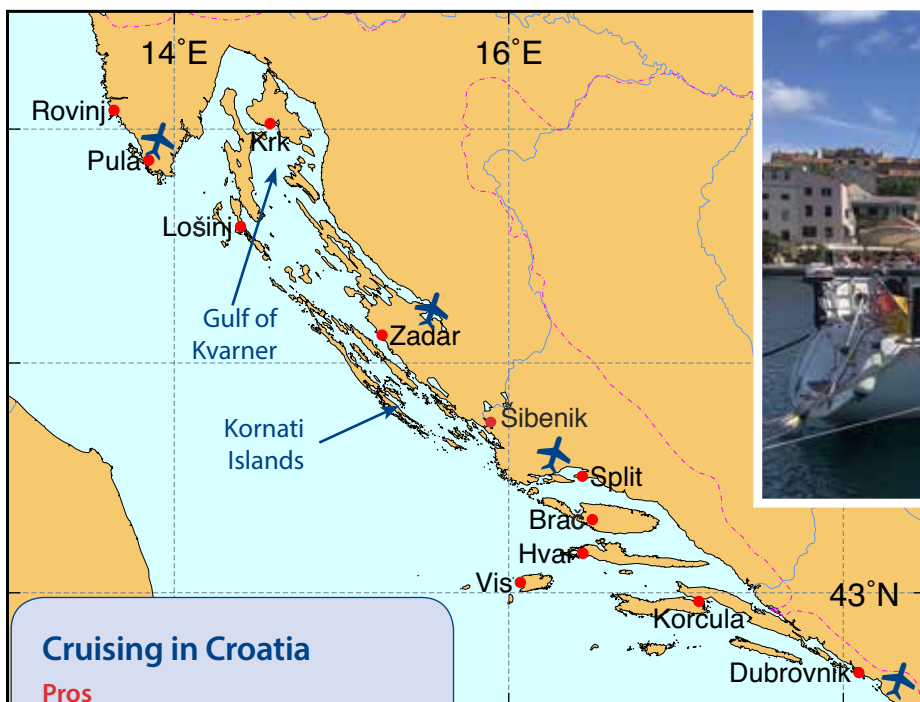 14°E
16°E
Rovinj
Pula
Krk
Lošinj
Gulf of
Kvarner
Zadar
Kornati
Islands
Šibenik
Split
Brač
Hvar
Vis
43°N
Korcula
Dubrovnik
Cruising in Croatia
Pros